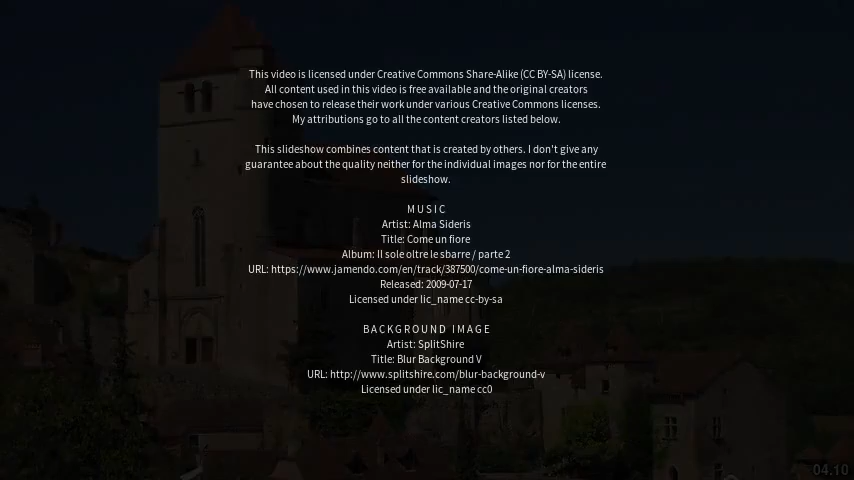 This video is licensed under Creative Commons Share-Alike (CC BY-SA) license.
All content used in this video is free available and the original creators
have chosen to release their work under various Creative Commons licenses.
My attributions go to all the content creators listed below.
This slideshow combines content that is created by others. I don't give any
guarantee about the quality neither for the individual images nor for the entire
slideshow.
MUSIC
Artist: Alma Sideris
Title: Come un fiore
Album: Il sole oltre le sbarre / parte 2
URL: https://www.jamendo.com/en/track/387500/come-un-fiore-alma-sideris
Released: 2009-07-17
Licensed under lic_name cc-by-sa
BACKGROUND IMAGE
Artist: SplitShire
Title: Blur Background V
URL: http://www.splitshire.com/blur-background-v
Licensed under lic_name cc0
04.10